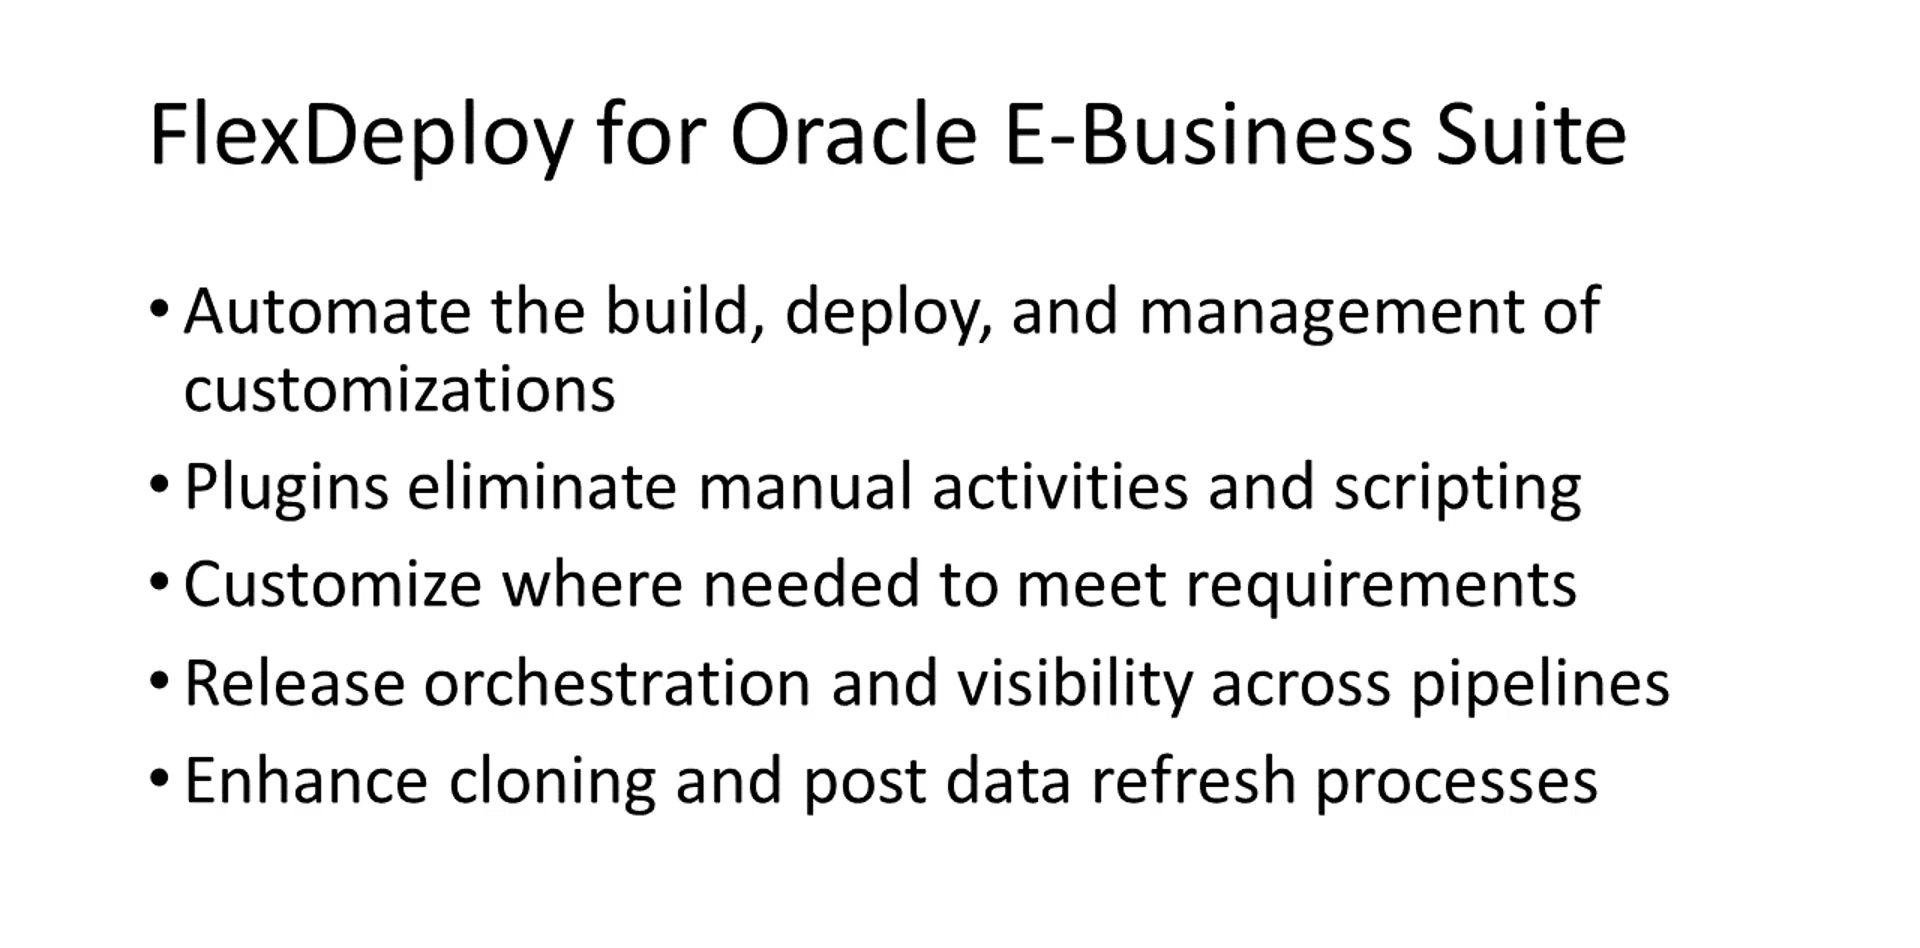 FlexDeploy for Oracle E-Business Suite
• Automate the build, deploy, and management of
customizations
• Plugins eliminate manual activities and scripting
• Customize where needed to meet requirements
• Release orchestration and visibility across pipelines
• Enhance cloning and post data refresh processes